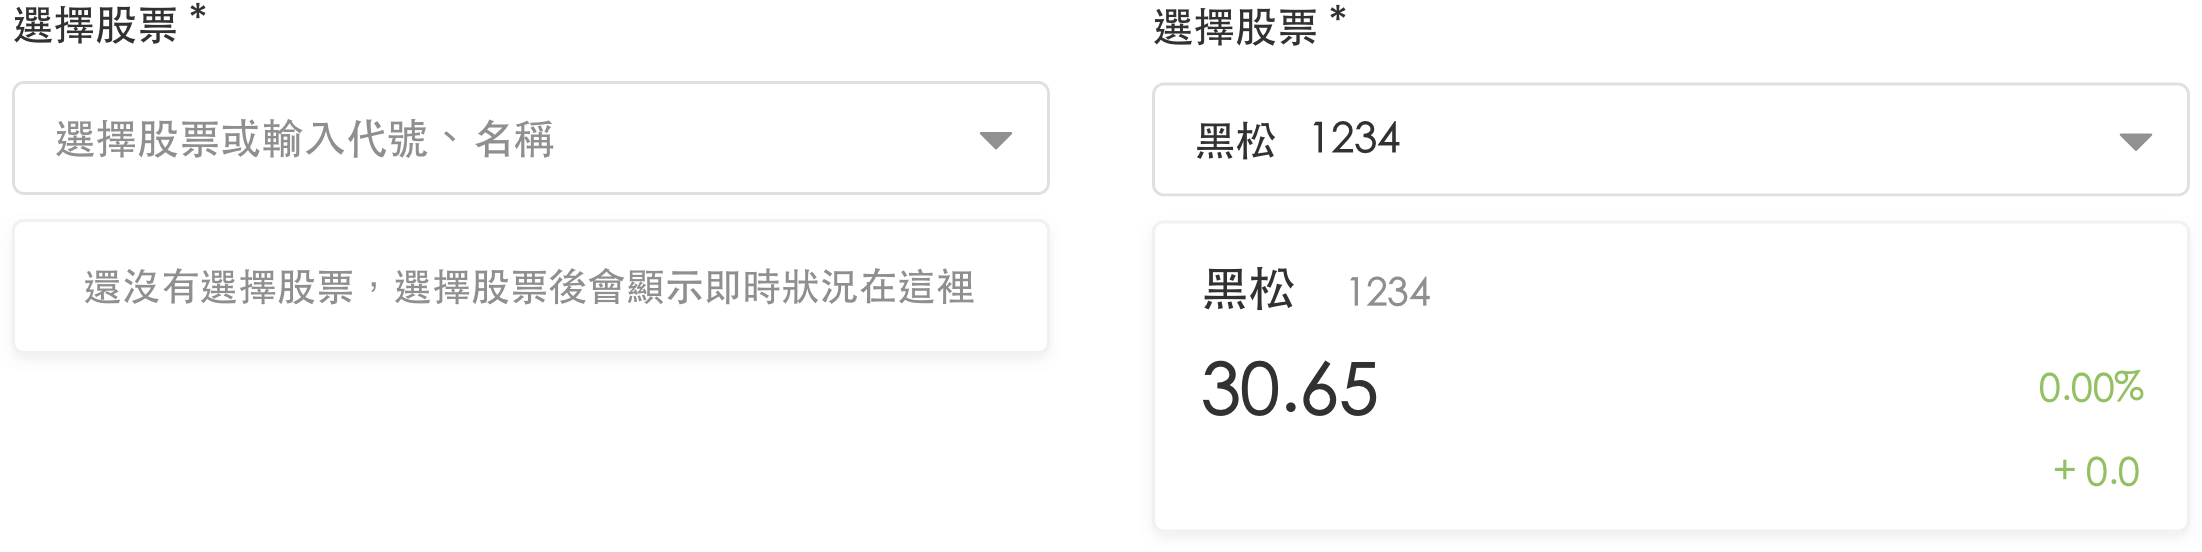 選擇股票 *
選擇股票或輸入代號、名稱
還沒有選擇股票，選擇股票後會顯示即時狀況在這裡
選擇股票 *
黑松 1234
黑松 1234
30.65
0.00%
+ 0.0